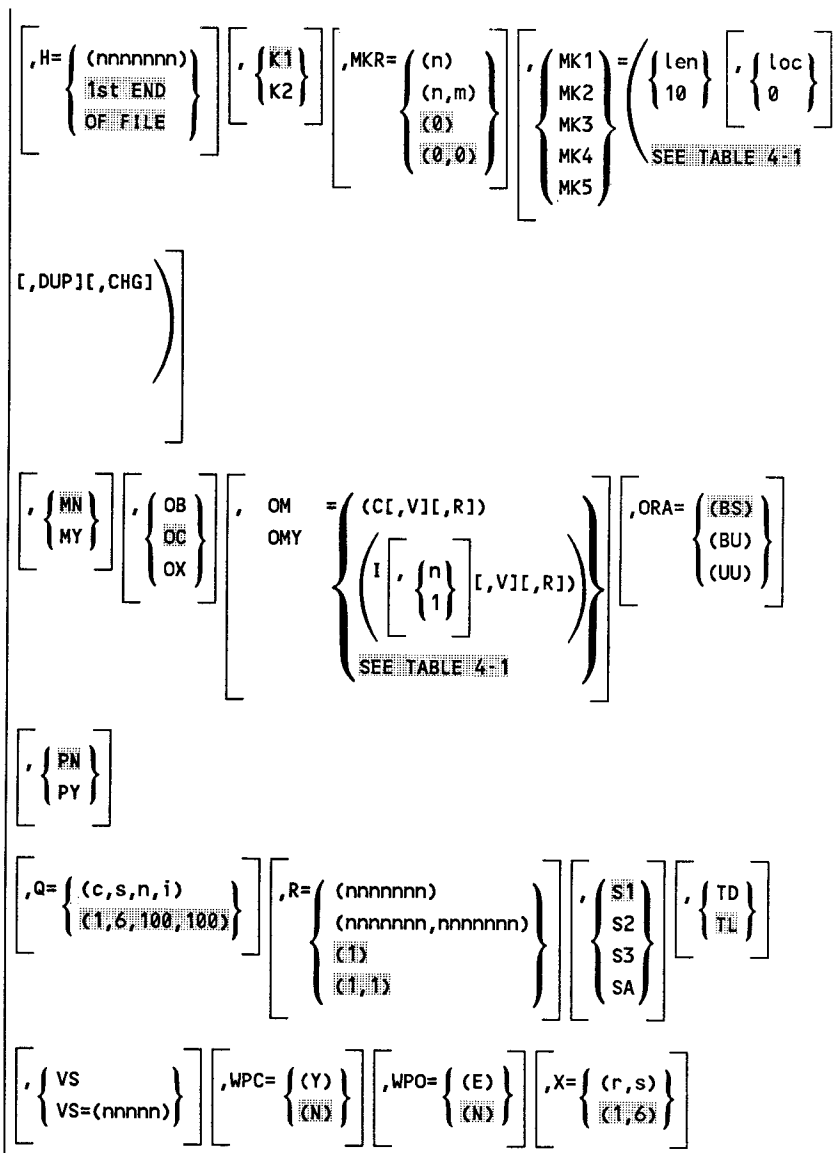 ,H= (nnnnnnn) , K1 ,MKR= (n) , MK1 = len , loc
1st END K2 (n,m) MK2 10 0
OF FILE (0) MK3
(0,0) MK4 SEE TABLE 4-1
MK5
[,DUP][,CHG]
, MN , OB , OM = (C[,V][,R]) ,ORA= (BS)
MY OC OMY (I [, n ] [,V][,R]) (BU)
OX 1 (UU)
SEE TABLE 4-1
, PN
PY
,Q= (c,s,n,i) ,R= (nnnnnnn) , S1 , TD
(1,6,100,100) (nnnnnnn,nnnnnnn) S2 TL
(1) S3
(1,1) SA
, VS ,WPC= (Y) ,WPO= (E) ,X= (r,s)
VS=(nnnnn) (N) (N) (1,6)